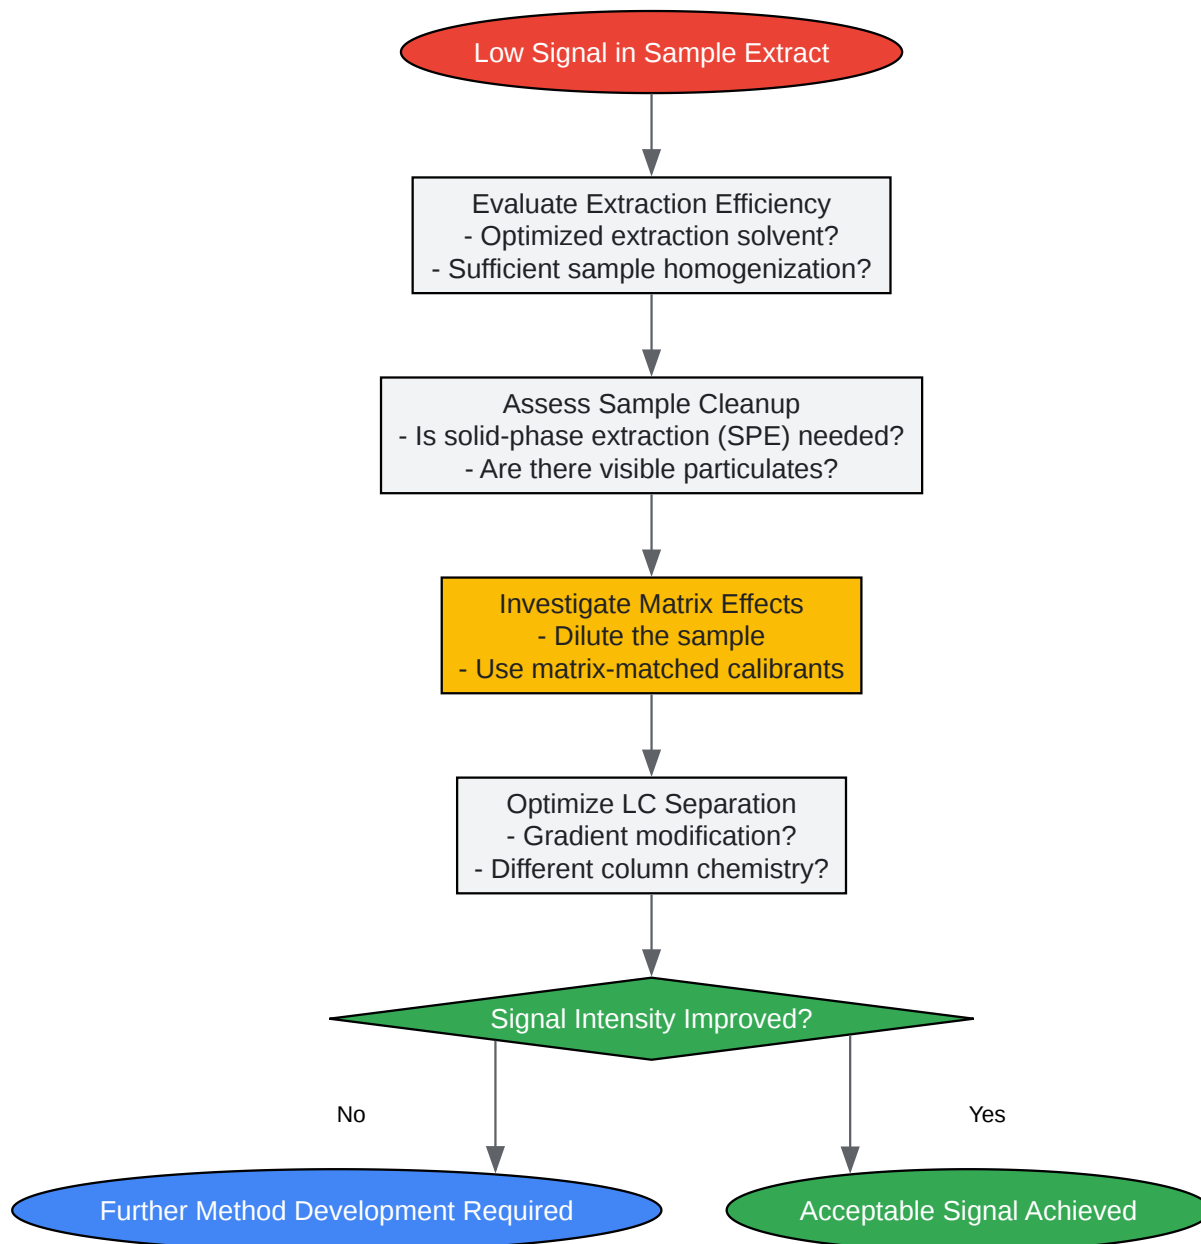 Low Signal in Sample Extract
Evaluate Extraction Efficiency
- Optimized extraction solvent?
- Sufficient sample homogenization?
Assess Sample Cleanup
- Is solid-phase extraction (SPE) needed?
- Are there visible particulates?
Investigate Matrix Effects
- Dilute the sample
- Use matrix-matched calibrants
Optimize LC Separation
- Gradient modification?
- Different column chemistry?
Signal Intensity Improved?
No
Yes
Further Method Development Required
Acceptable Signal Achieved